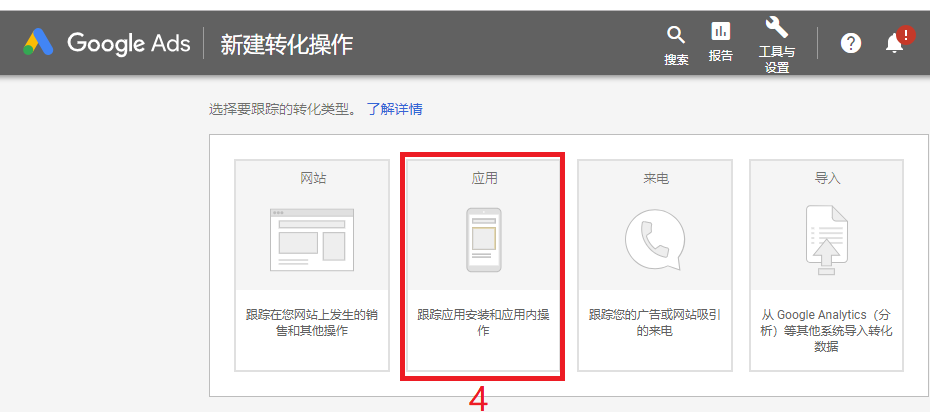 Google Ads 新建转化操作
搜索
报告
工具与
设置
?
!
选择要跟踪的转化类型。 了解详情
网站
跟踪在您网站上发生的销
售和其他操作
应用
跟踪应用安装和应用内操
作
来电
跟踪您的广告或网站吸引
的来电
导入
从 Google Analytics（分
析）等其他系统导入转化
数据
4